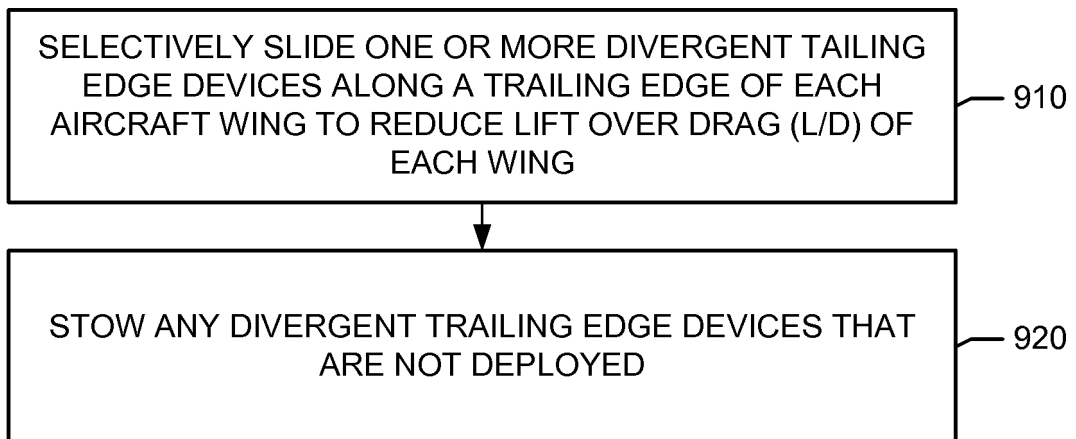 SELECTIVELY SLIDE ONE OR MORE DIVERGENT TAILING
EDGE DEVICES ALONG A TRAILING EDGE OF EACH
AIRCRAFT WING TO REDUCE LIFT OVER DRAG (L/D) OF
EACH WING
910
STOW ANY DIVERGENT TRAILING EDGE DEVICES THAT
ARE NOT DEPLOYED
920